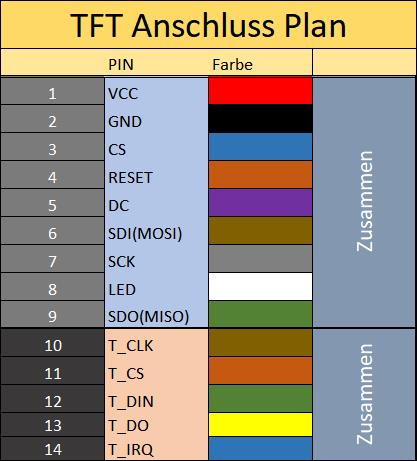 TFT Anschluss Plan
PIN Farbe
1 VCC
2 GND
3 CS
4 RESET
5 DC
6 SDI(MOSI)
7 SCK
8 LED
9 SDO(MISO)
Zusammen
10 T_CLK
11 T_CS
12 T_DIN
13 T_DO
14 T_IRQ
Zusammen